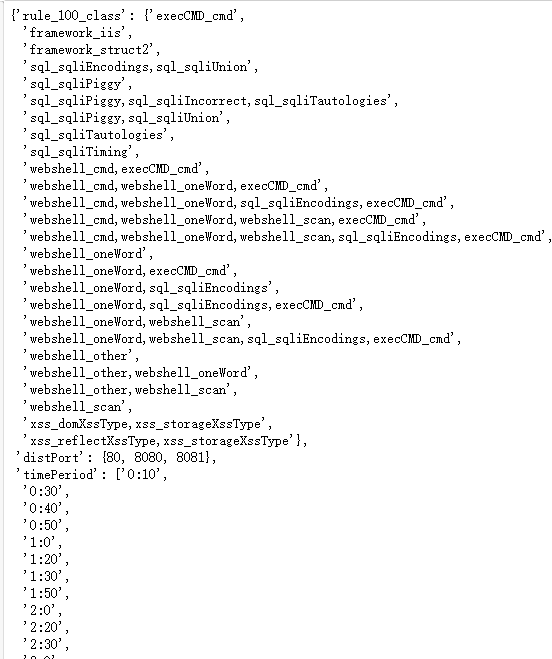 {'rule_100_class': {'execCMD_cmd',
'framework_iis',
'framework_struct2',
'sql_sqliEncodings,sql_sqliUnion',
'sql_sqliPiggy',
'sql_sqliPiggy,sql_sqliIncorrect,sql_sqliTautologies',
'sql_sqliPiggy,sql_sqliUnion',
'sql_sqliTautologies',
'sql_sqliTiming',
'webshell_cmd,execCMD_cmd',
'webshell_cmd,webshell_oneWord,execCMD_cmd',
'webshell_cmd,webshell_oneWord,sql_sqliEncodings,execCMD_cmd',
'webshell_cmd,webshell_oneWord,webshell_scan,execCMD_cmd',
'webshell_cmd,webshell_oneWord,webshell_scan,sql_sqliEncodings,execCMD_cmd',
'webshell_oneWord',
'webshell_oneWord,execCMD_cmd',
'webshell_oneWord,sql_sqliEncodings',
'webshell_oneWord,sql_sqliEncodings,execCMD_cmd',
'webshell_oneWord,webshell_scan',
'webshell_oneWord,webshell_scan,sql_sqliEncodings,execCMD_cmd',
'webshell_other',
'webshell_other,webshell_oneWord',
'webshell_other,webshell_scan',
'webshell_scan',
'xss_domXssType,xss_storageXssType',
'xss_reflectXssType,xss_storageXssType'},
'distPort': {80, 8080, 8081},
'timePeriod': ['0:10',
'0:30',
'0:40',
'0:50',
'1:0',
'1:20',
'1:30',
'1:50',
'2:0',
'2:20',
'2:30',